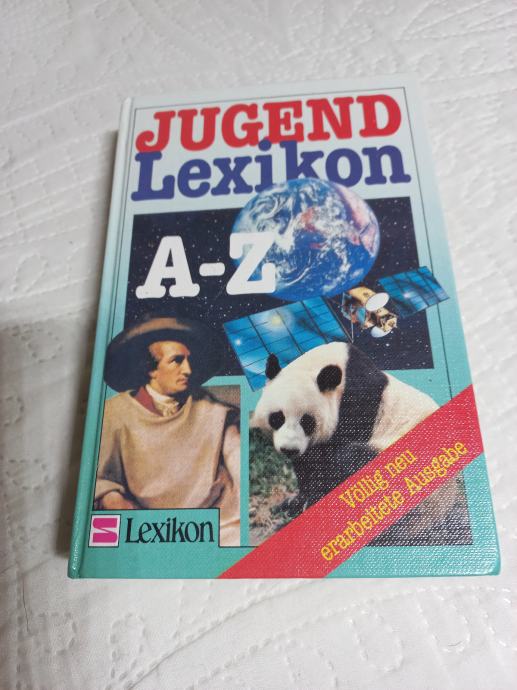 JUGEND
Lexikon
A-Z
Völlig neu
erarbeitete Ausgabe
Lexikon